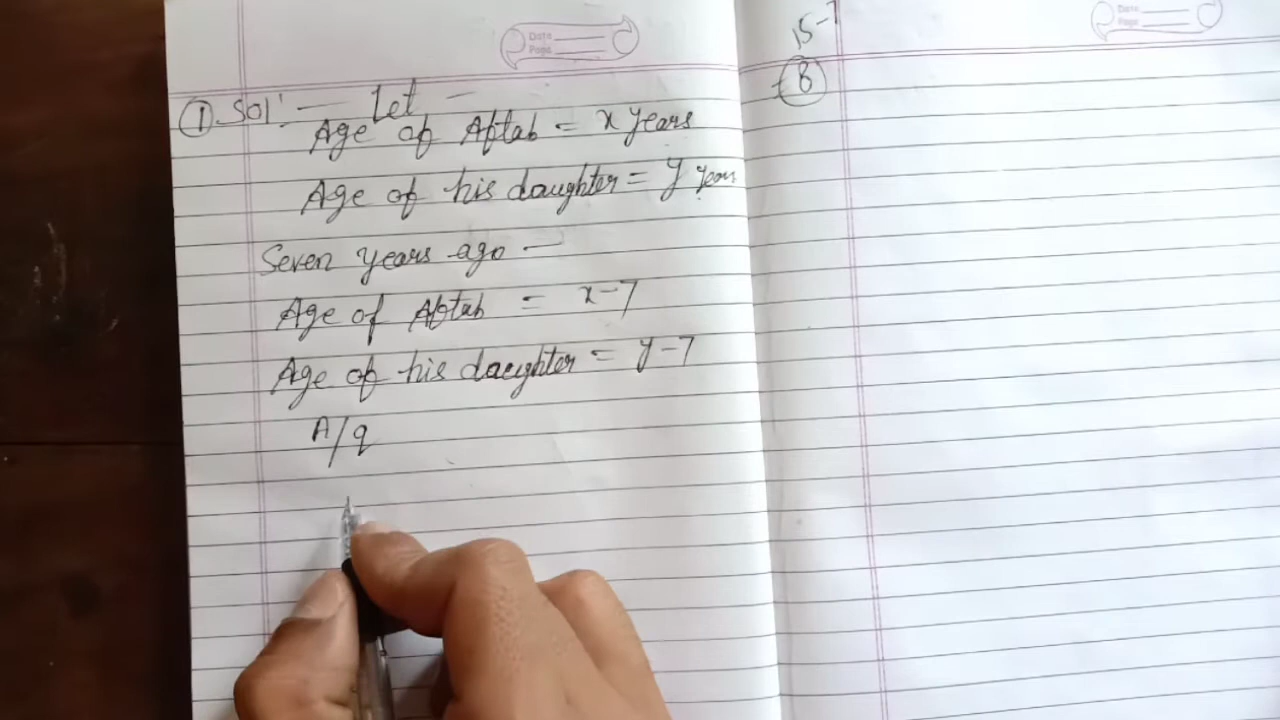 Date
Page
① Sol! — Let —
Age of Aftab = x years
Age of his daughter = y years
Seven years ago —
Age of Aftab = x-7
Age of his daughter = y-7
A/q
15-7
8
Date
Page